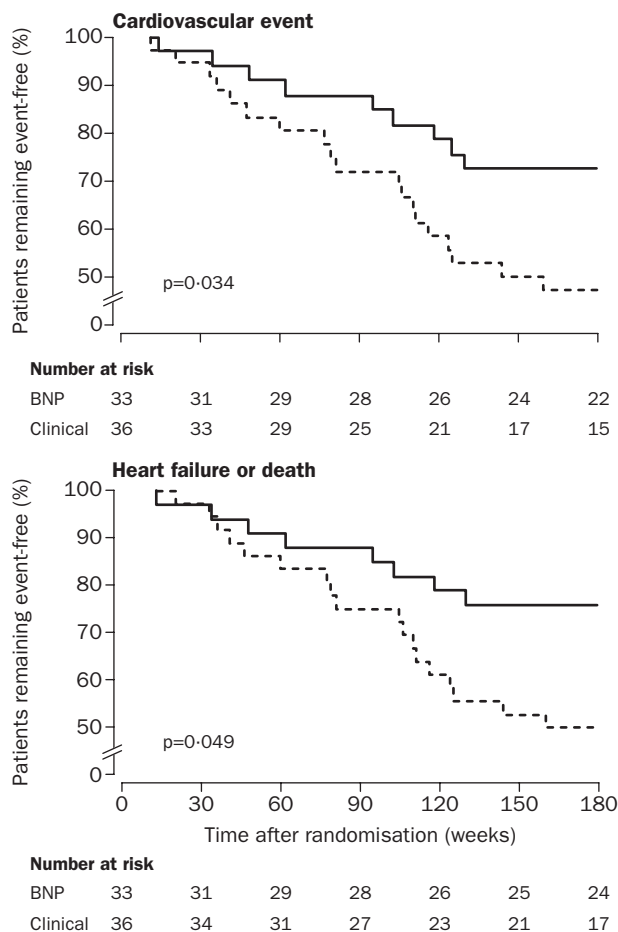 Cardiovascular event
Patients remaining event-free (%)
100
90
80
70
60
50
0
p=0·034
Number at risk
BNP 33 31 29 28 26 24 22
Clinical 36 33 29 25 21 17 15
Heart failure or death
Patients remaining event-free (%)
100
90
80
70
60
50
0
p=0·049
0 30 60 90 120 150 180
Time after randomisation (weeks)
Number at risk
BNP 33 31 29 28 26 25 24
Clinical 36 34 31 27 23 21 17